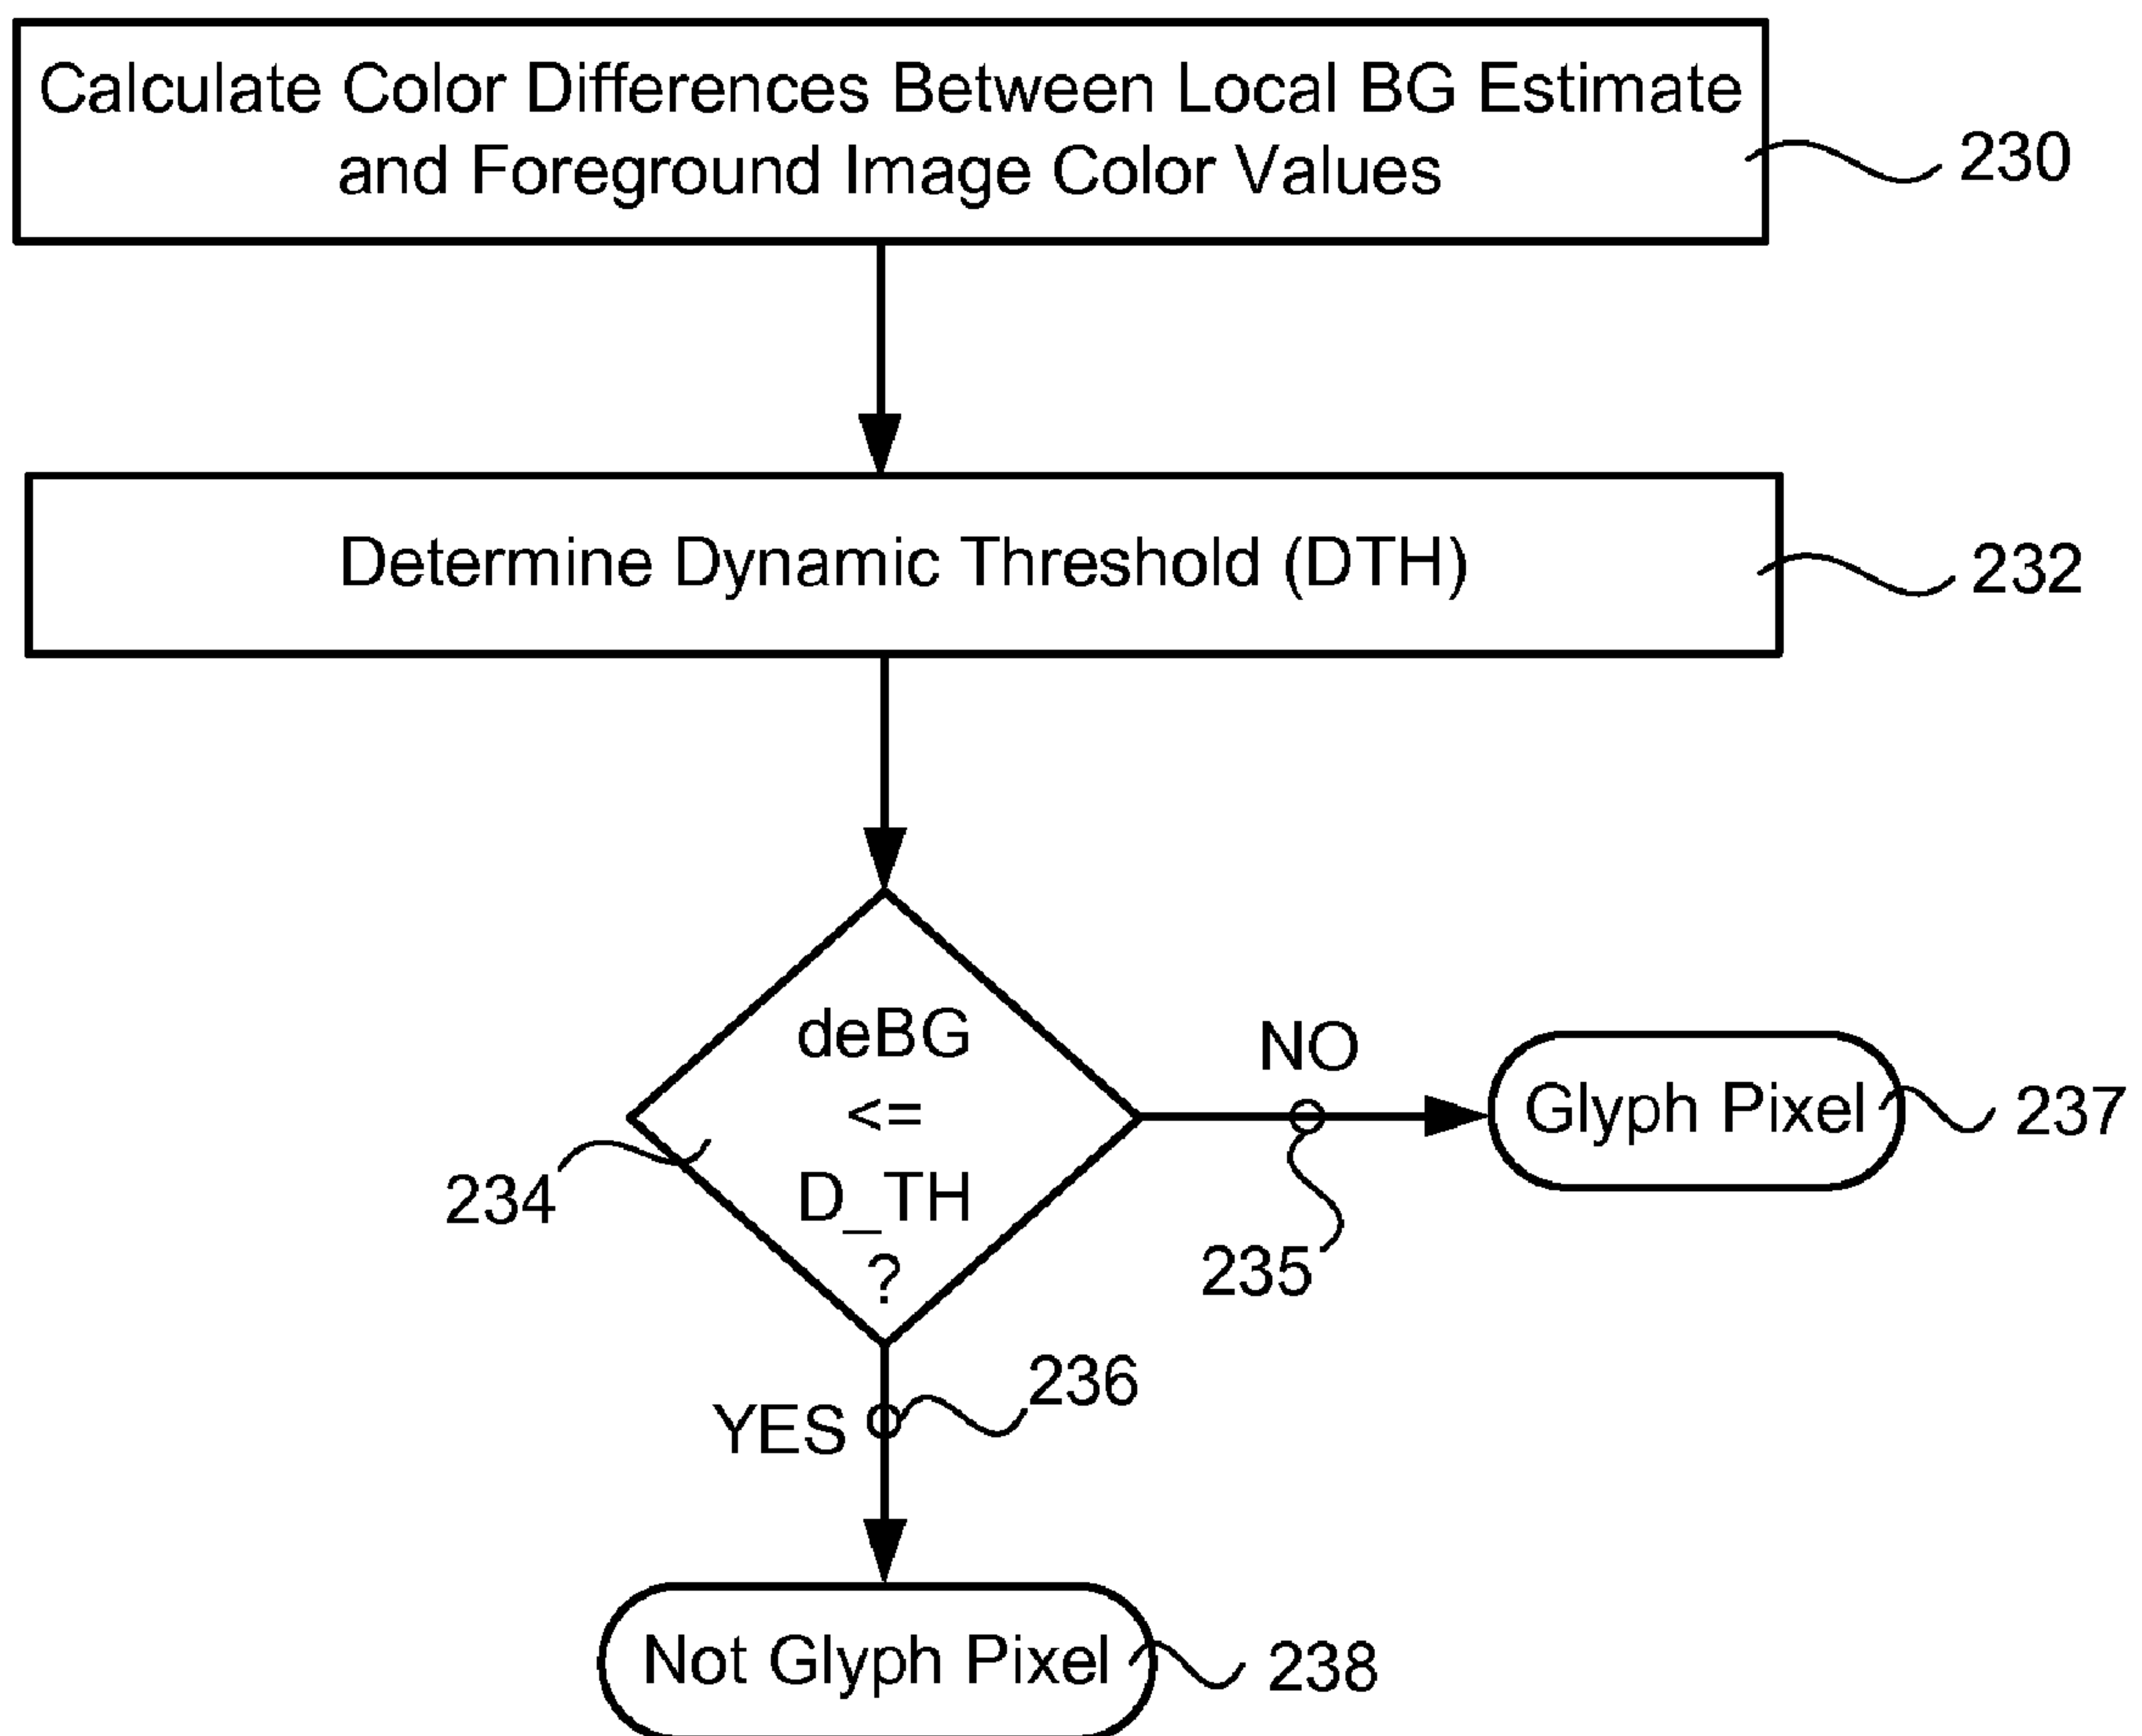 Calculate Color Differences Between Local BG Estimate
and Foreground Image Color Values
230
Determine Dynamic Threshold (DTH)
232
deBG
<=
D_TH
?
234
NO
235
Glyph Pixel
237
YES
236
Not Glyph Pixel
238